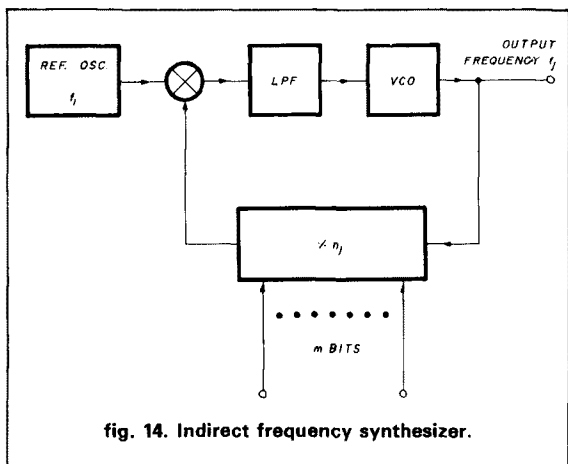 REF. OSC.
f₁
LPF
VCO
OUTPUT
FREQUENCY fⱼ
% nⱼ
m BITS
fig. 14. Indirect frequency synthesizer.